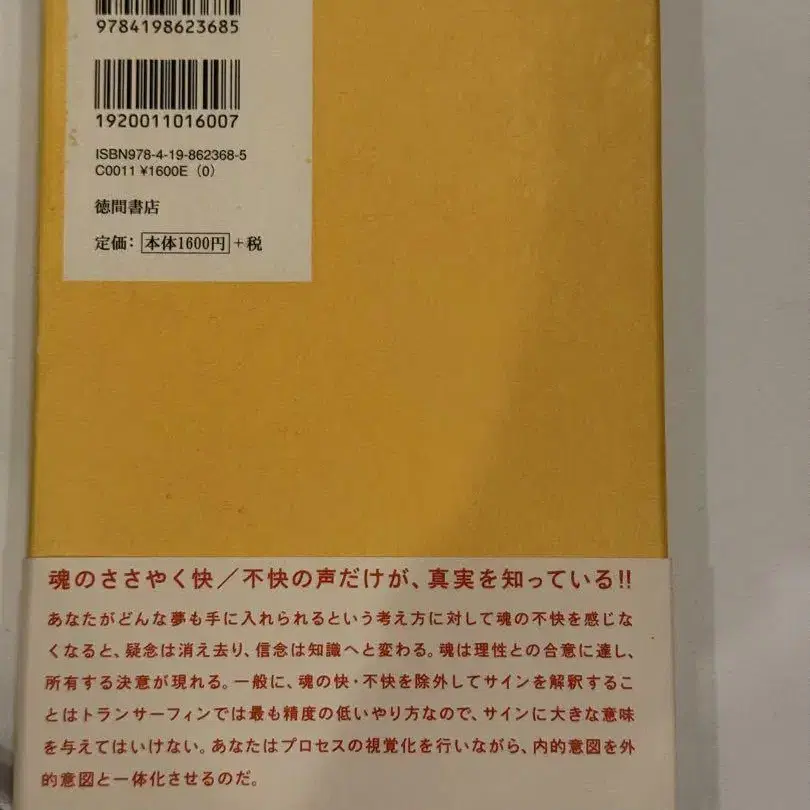 9784198623685
1920011016007
ISBN978-4-19-862368-5
C0011 ¥1600E (0)
徳間書店
定価: 本体1600円+税
魂のささやく快／不快の声だけが、真実を知っている!!
あなたがどんな夢も手に入れられるという考え方に対して魂の不快を感じな
くなると、疑念は消え去り、信念は知識へと変わる。魂は理性との合意に達し、
所有する決意が現れる。一般に、魂の快・不快を除外してサインを解釈するこ
とはトランサーフィンでは最も精度の低いやり方なので、サインに大きな意味
を与えてはいけない。あなたはプロセスの視覚化を行いながら、内的意図を外
的意図と一体化させるのだ。